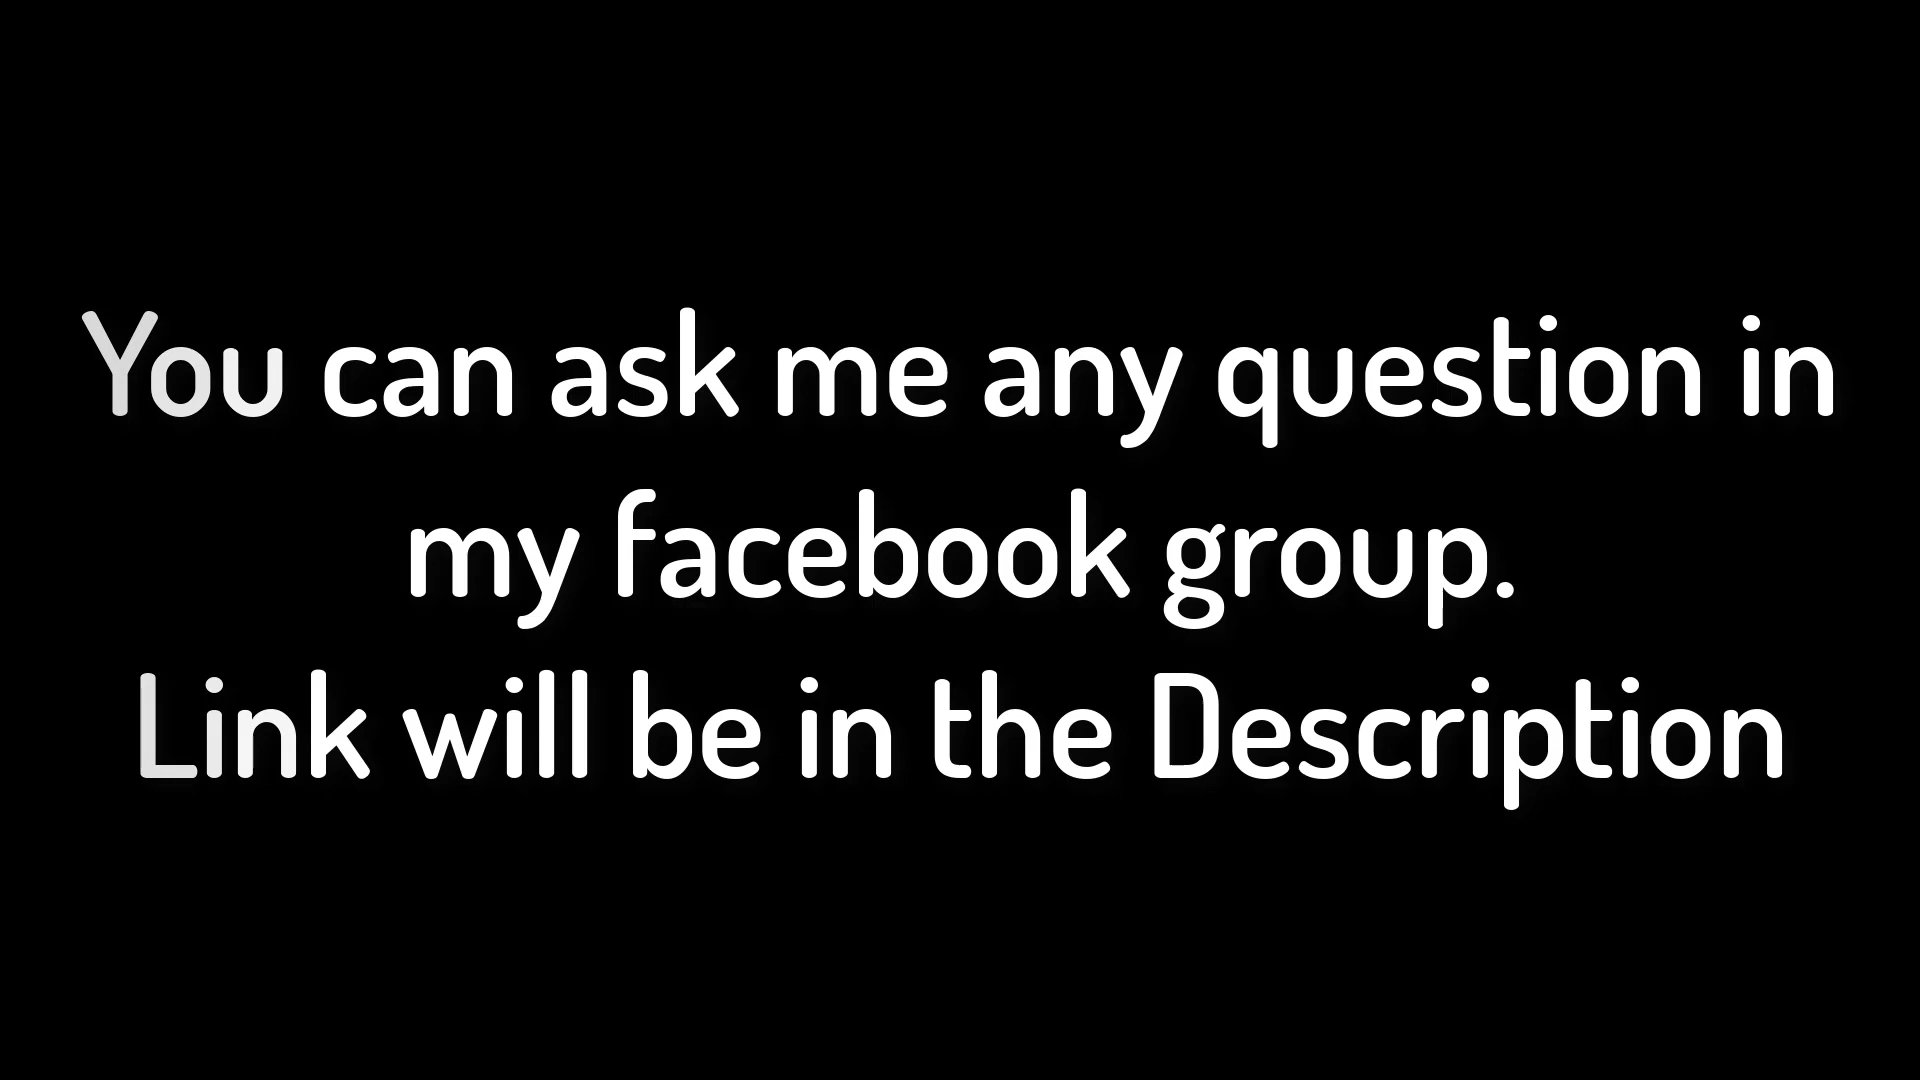 You can ask me any question in
my facebook group.
Link will be in the Description